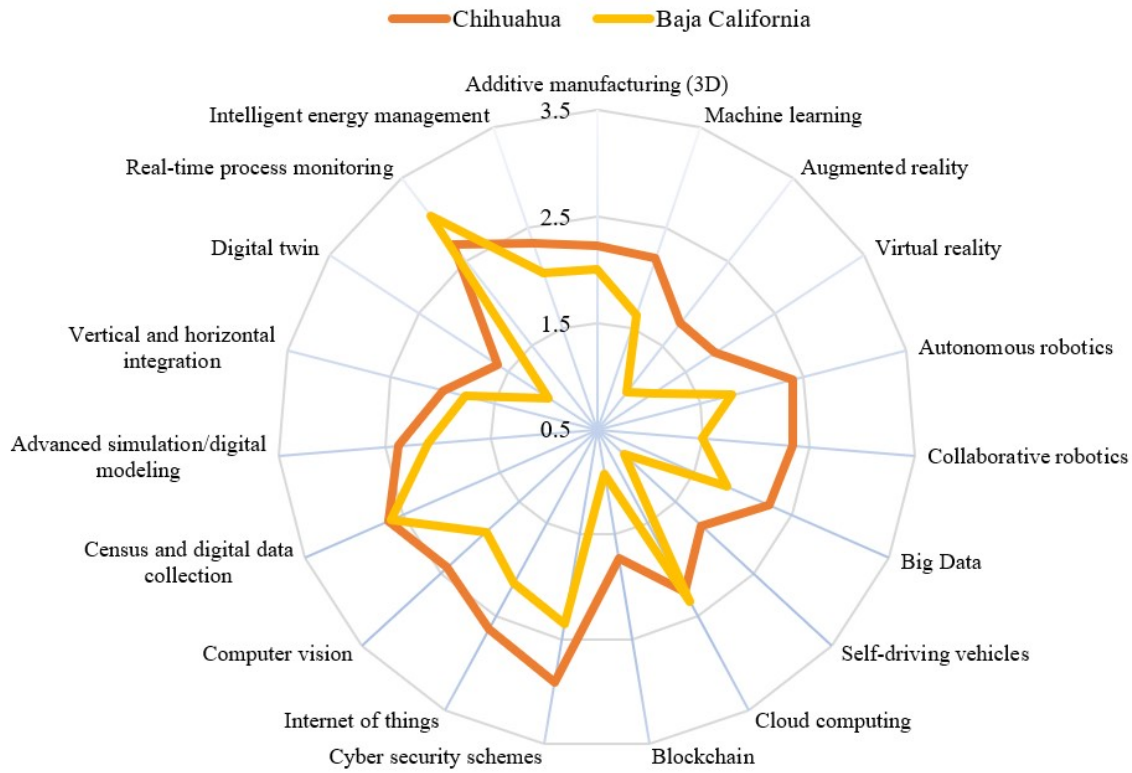 Chihuahua
Baja California
Additive manufacturing (3D)
Machine learning
Augmented reality
Virtual reality
Autonomous robotics
Collaborative robotics
Big Data
Self-driving vehicles
Cloud computing
Blockchain
Cyber security schemes
Internet of things
Computer vision
Census and digital data
collection
Advanced simulation/digital
modeling
Vertical and horizontal
integration
Digital twin
Real-time process monitoring
Intelligent energy management
3.5
2.5
1.5
0.5